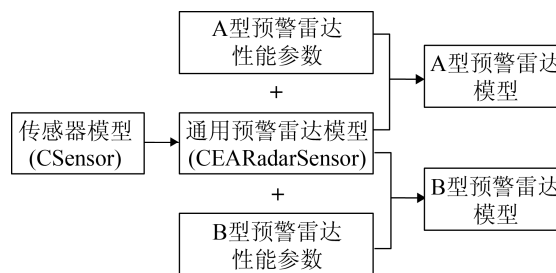 A型预警雷达
性能参数
A型预警雷达
模型
+
传感器模型
(CSensor)
通用预警雷达模型
(CEARadarSensor)
+
B型预警雷达
模型
B型预警雷达
性能参数